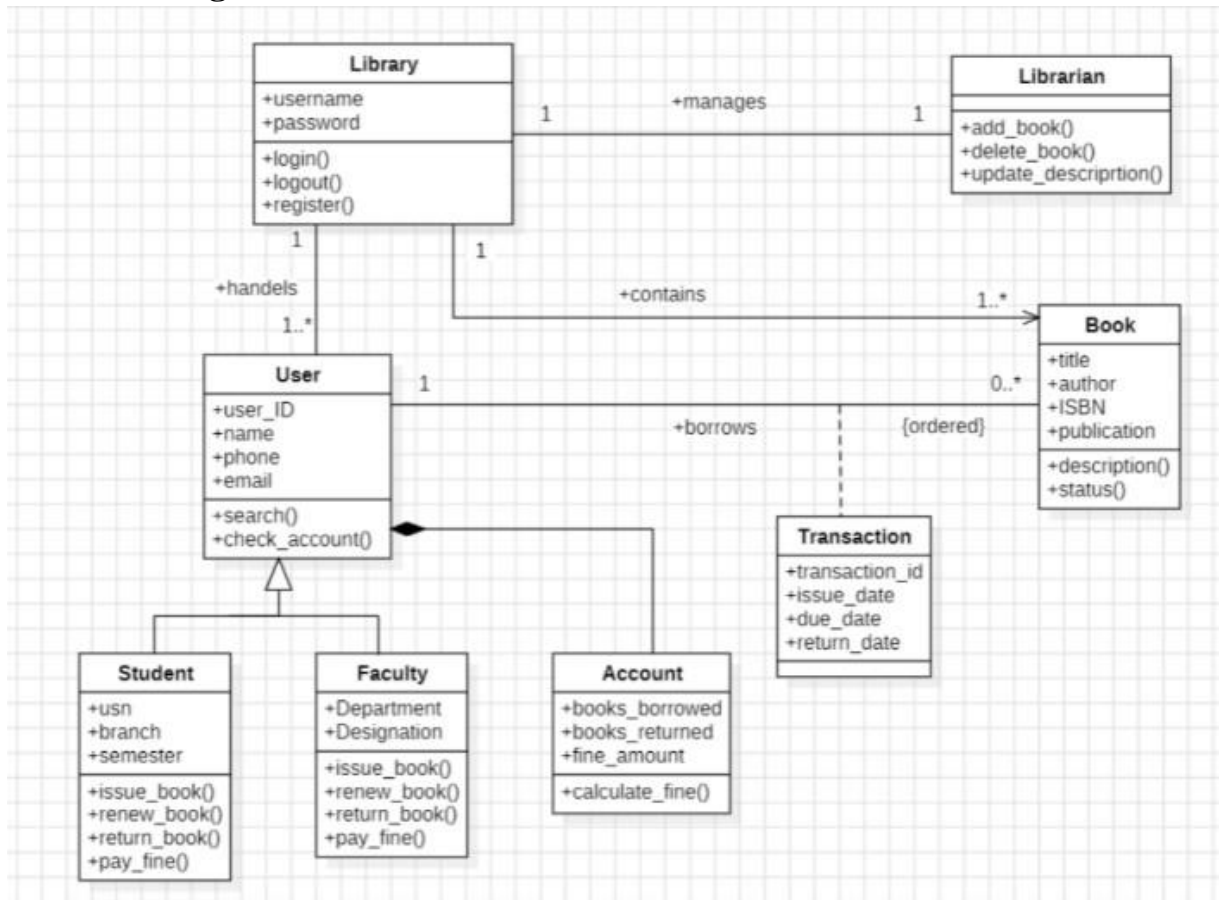 Library
+username
+password
+login()
+logout()
+register()
1
+manages
1
Librarian
+add_book()
+delete_book()
+update_descriprtion()
1
+handels
1..*
1
+contains
1..*
Book
+title
+author
+ISBN
+publication
+description()
+status()
User
+user_ID
+name
+phone
+email
+search()
+check_account()
1
+borrows
{ordered}
0..*
Transaction
+transaction_id
+issue_date
+due_date
+return_date
Student
+usn
+branch
+semester
+issue_book()
+renew_book()
+return_book()
+pay_fine()
Faculty
+Department
+Designation
+issue_book()
+renew_book()
+return_book()
+pay_fine()
Account
+books_borrowed
+books_returned
+fine_amount
+calculate_fine()